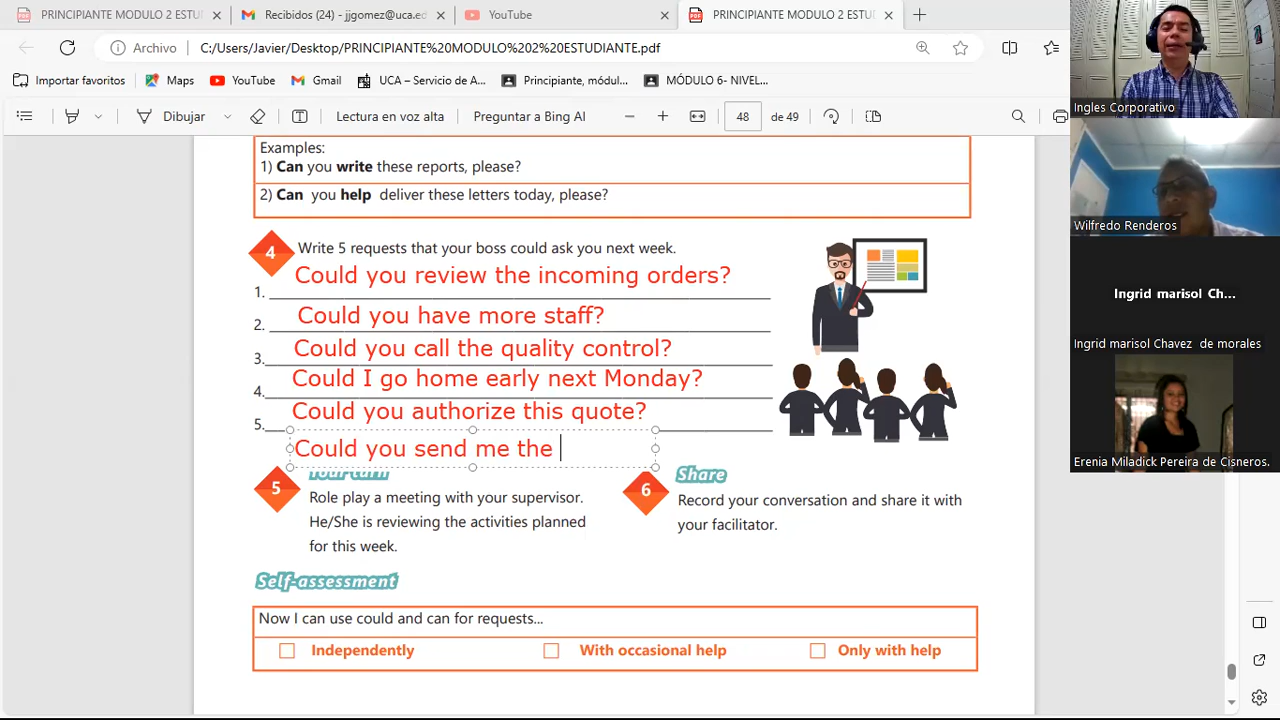 PRINCIPIANTE MODULO 2 ESTUDI
Recibidos (24) - jjgomez@uca.ed
YouTube
PRINCIPIANTE MODULO 2 ESTU
Archivo
C:/Users/Javier/Desktop/PRINCIPIANTE%20MODULO%202%20ESTUDIANTE.pdf
Importar favoritos
Maps
YouTube
Gmail
UCA – Servicio de A...
Principiante, módul...
MÓDULO 6- NIVEL...
Dibujar
Lectura en voz alta
Preguntar a Bing AI
48
de 49
Examples:
1) Can you write these reports, please?
2) Can you help deliver these letters today, please?
4
Write 5 requests that your boss could ask you next week.
1. Could you review the incoming orders?
2. Could you have more staff?
3. Could you call the quality control?
4. Could I go home early next Monday?
5. Could you authorize this quote?
Could you send me the
5
Your turn
Role play a meeting with your supervisor.
He/She is reviewing the activities planned
for this week.
6
Share
Record your conversation and share it with
your facilitator.
Self-assessment
Now I can use could and can for requests...
Independently
With occasional help
Only with help
Ingles Corporativo
Wilfredo Renderos
Ingrid marisol Ch...
Ingrid marisol Chavez de morales
Erenia Miladick Pereira de Cisneros.